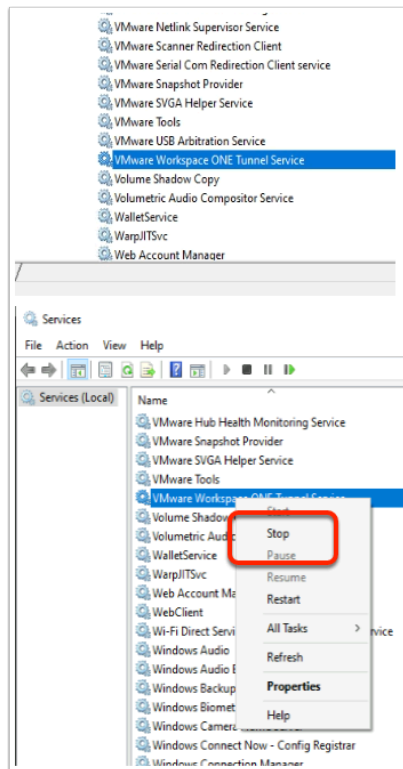 VMware Netlink Supervisor Service
VMware Scanner Redirection Client
VMware Serial Com Redirection Client service
VMware Snapshot Provider
VMware SVGA Helper Service
VMware Tools
VMware USB Arbitration Service
VMware Workspace ONE Tunnel Service
Volume Shadow Copy
Volumetric Audio Compositor Service
WalletService
WarpJITSvc
Web Account Manager
Services
File Action View Help
Services (Local)
Name
VMware Hub Health Monitoring Service
VMware Snapshot Provider
VMware SVGA Helper Service
VMware Tools
VMware Workspace ONE Tunnel Service
Volume Shadow
Start
Volumetric Audio
Stop
WalletService
Pause
WarpJITSvc
Resume
Web Account Ma
Restart
WebClient
Wi-Fi Direct Servi
All Tasks
rvice
Windows Audio
Refresh
Windows Audio E
Windows Backup
Properties
Windows Biomet
Help
Windows Camera
Windows Connect Now - Config Registrar
Windows Connection Manager